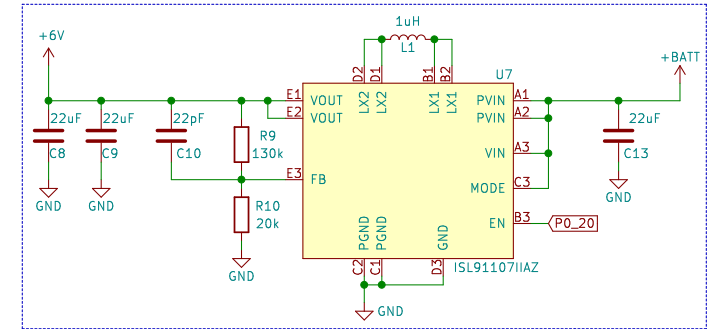 1uH
L1
+6V
D2
D1
B1
B2
U7
+BATT
LX2
LX2
LX1
LX1
E1
VOUT
PVIN
A1
E2
VOUT
PVIN
A2
22uF
22uF
22pF
22uF
R9
C8
C9
C10
130k
VIN
A3
C13
E3
FB
MODE
C3
GND
GND
GND
R10
20k
EN
B3
P0_20
PGND
PGND
GND
C2
C1
D3
ISL91107IIAZ
GND
GND